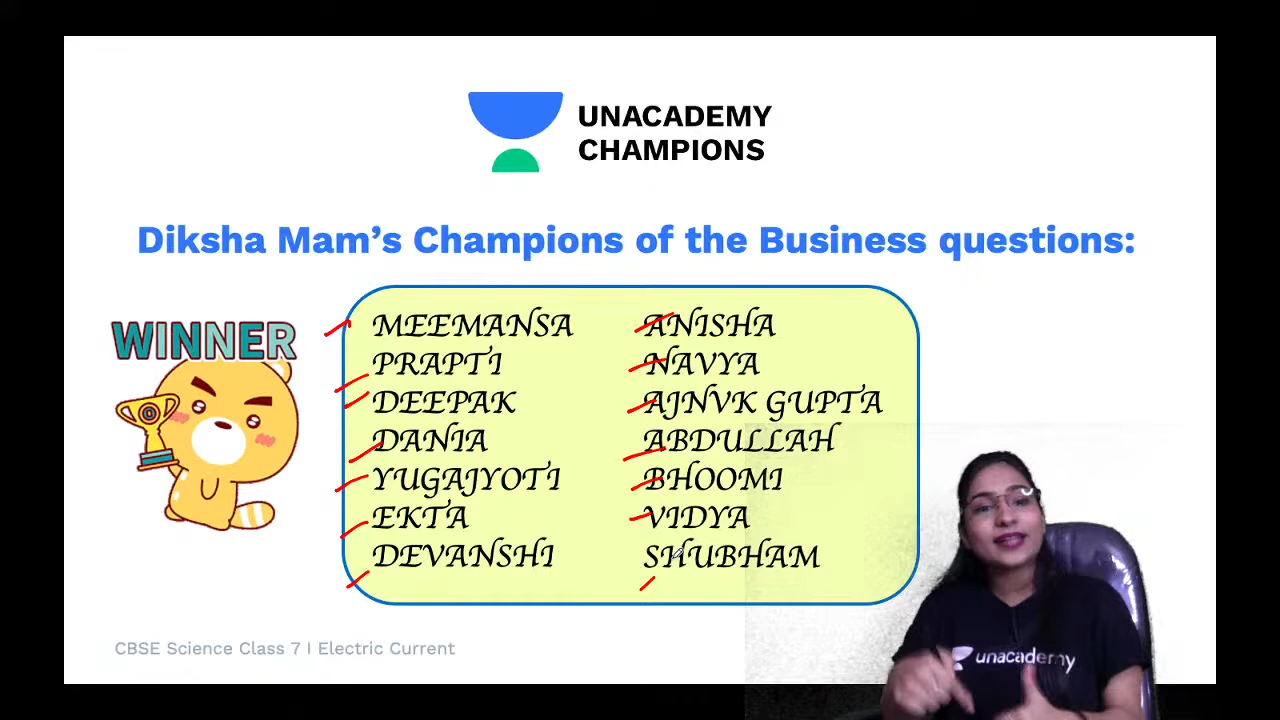 UNACADEMY
CHAMPIONS
Diksha Mam's Champions of the Business questions:
WINNER
MEEMANSA
PRAPTI
DEEPAK
DANIA
YUGAJYOTI
EKTA
DEVANSHI
ANISHA
NAVYA
AJNVK GUPTA
ABDULLAH
BHOOMI
VIDYA
SHUBHAM
CBSE Science Class 7 I Electric Current
unacademy